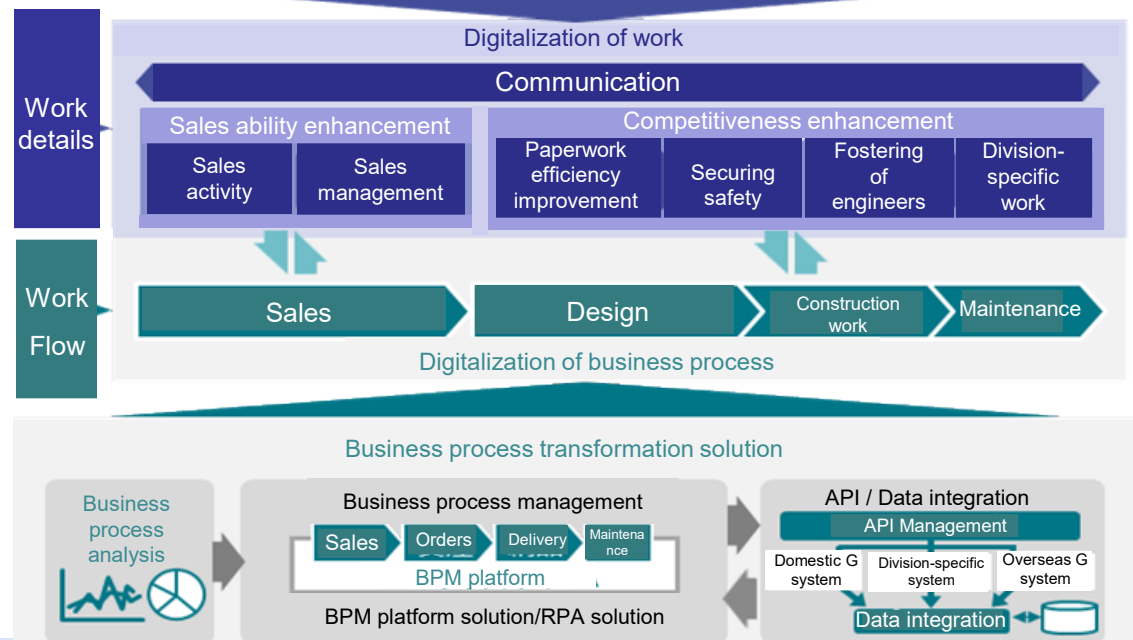 Digitalization of work
Communication
Work
details
Sales ability enhancement
Sales
activity
Sales
management
Competitiveness enhancement
Paperwork
efficiency
improvement
Securing
safety
Fostering
of
engineers
Division-
specific
work
Work
Flow
Sales
Design
Construction
work
Maintenance
Digitalization of business process
Business process transformation solution
Business
process
analysis
Business process management
Sales
Orders
Delivery
Maintena
nce
BPM platform
BPM platform solution/RPA solution
API / Data integration
API Management
Domestic G
system
Division-specific
system
Overseas G
system
Data integration